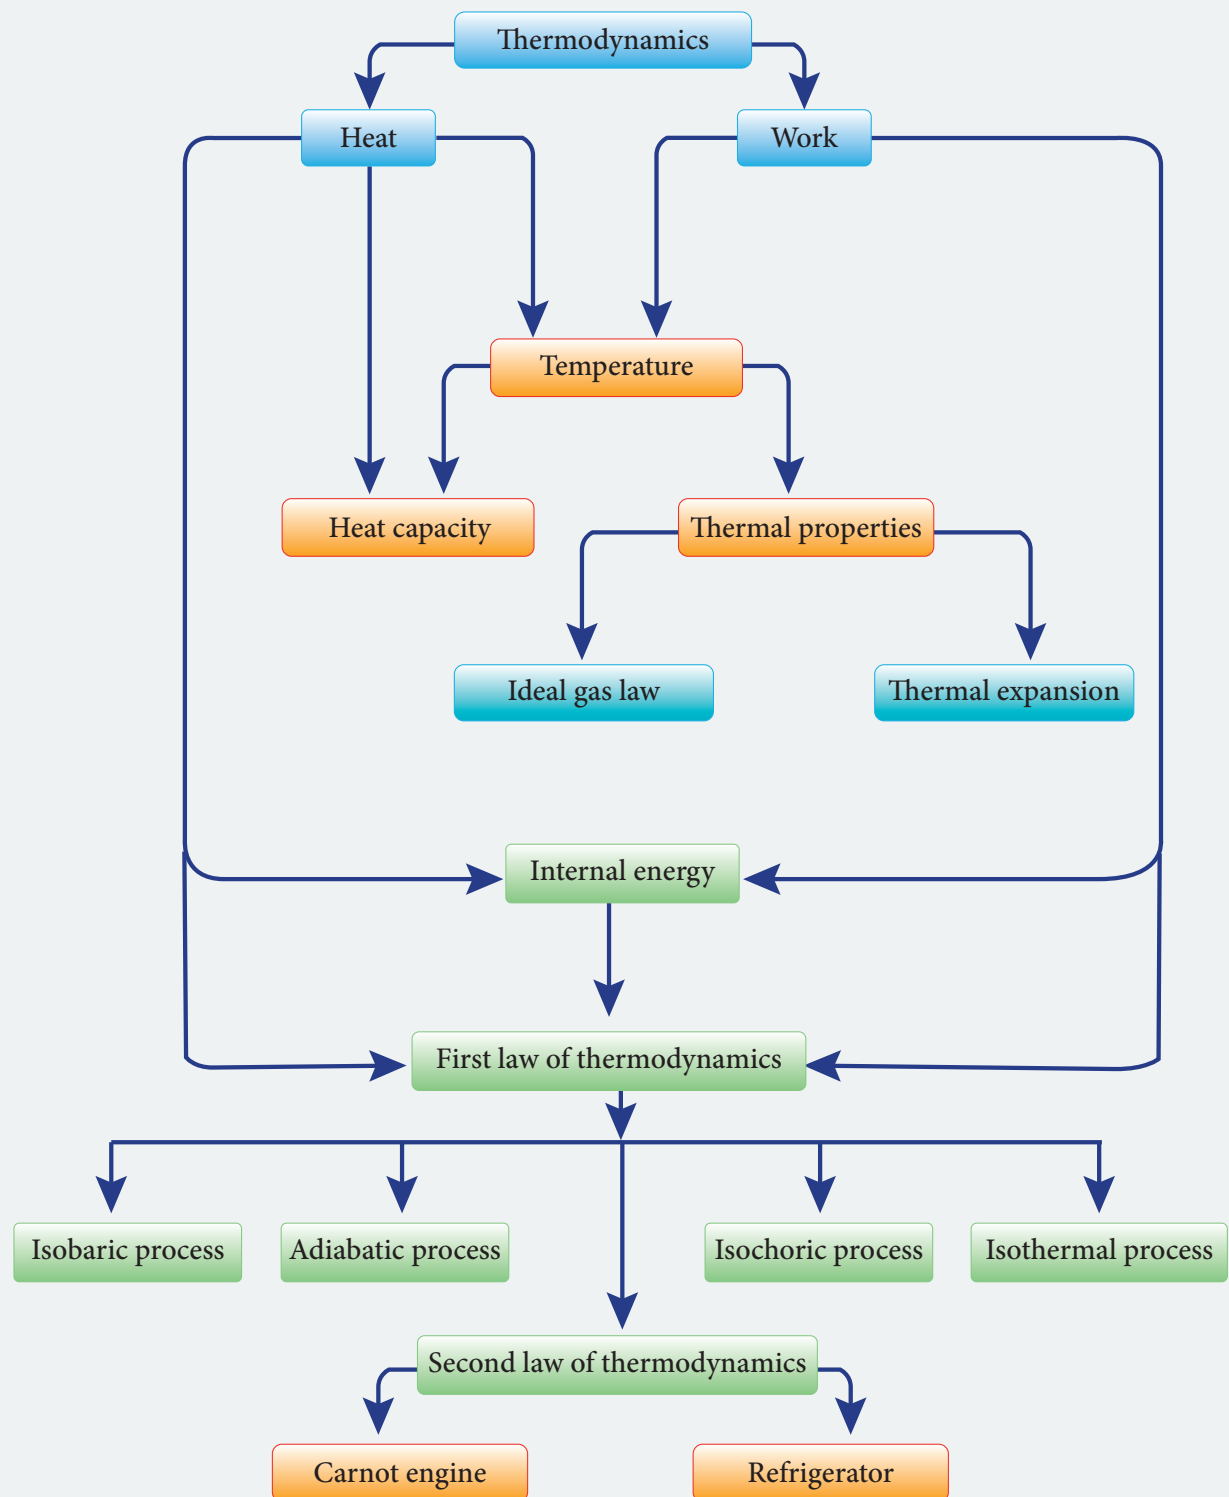 Thermodynamics
Heat
Work
Temperature
Heat capacity
Thermal properties
Ideal gas law
Thermal expansion
Internal energy
First law of thermodynamics
Isobaric process
Adiabatic process
Isochoric process
Isothermal process
Second law of thermodynamics
Carnot engine
Refrigerator